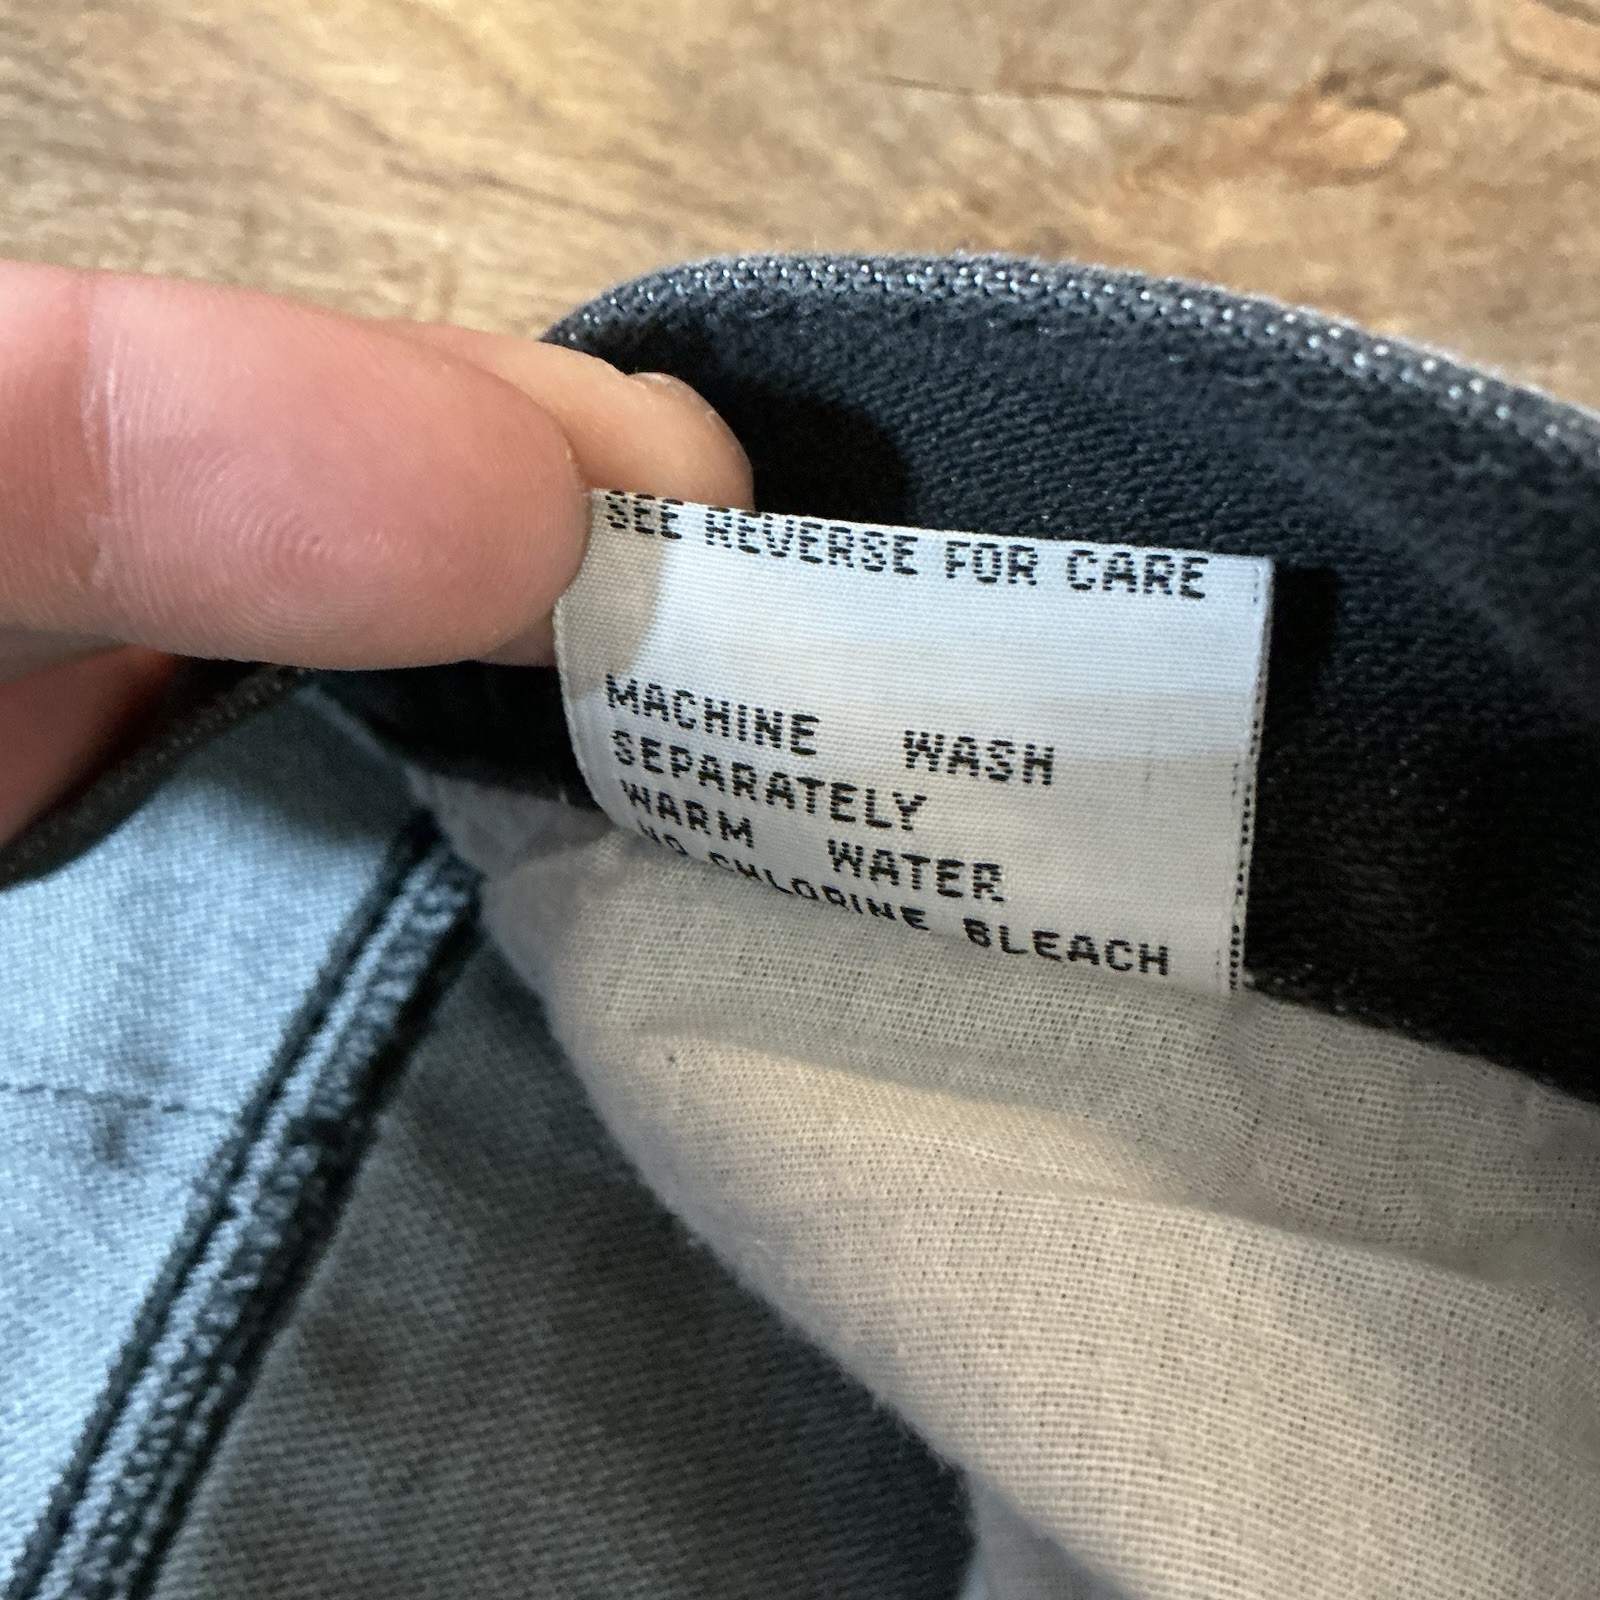 SEE REVERSE FOR CARE
MACHINE WASH
SEPARATELY
WARM WATER
NO CHLORINE BLEACH